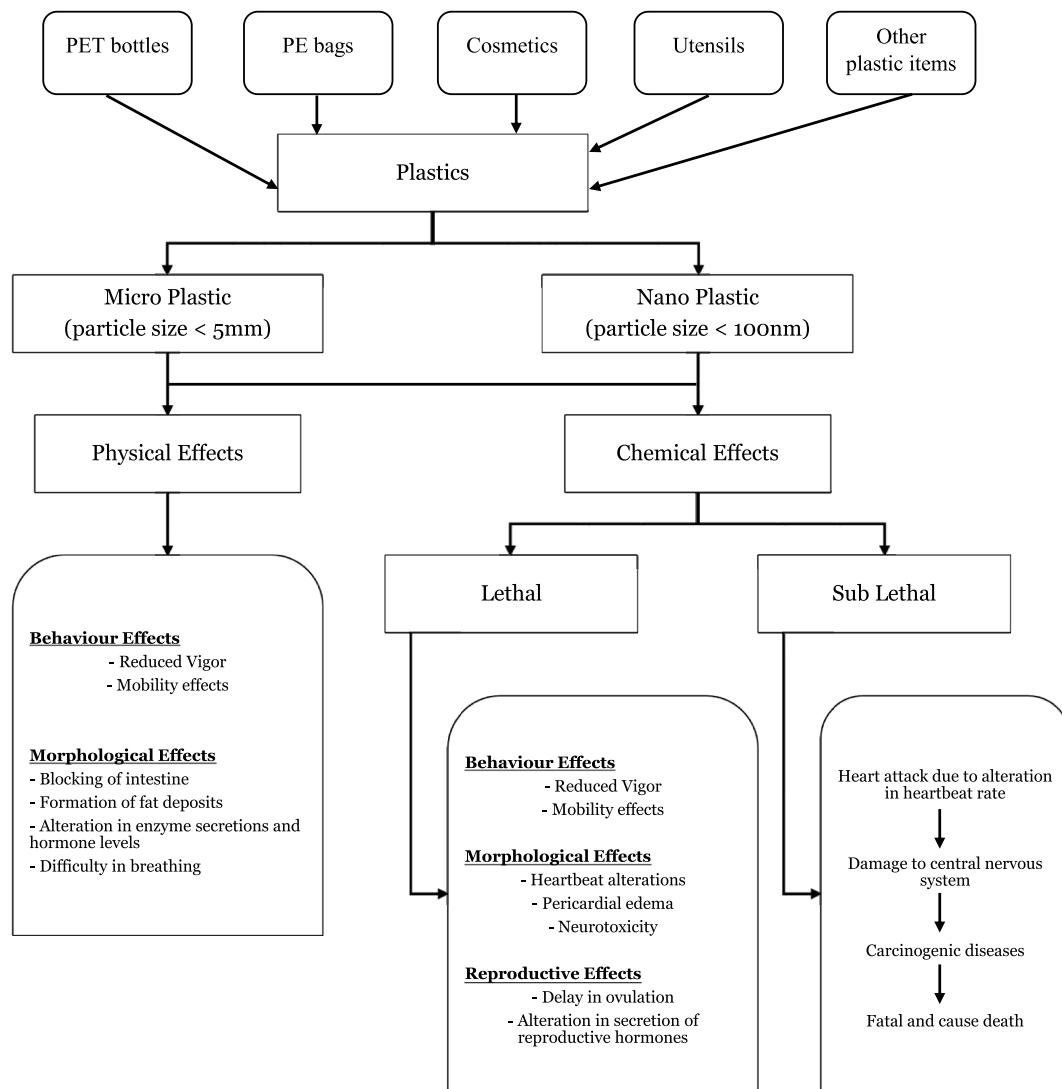 PET bottles
PE bags
Cosmetics
Utensils
Other
plastic items
Plastics
Micro Plastic
(particle size < 5mm)
Nano Plastic
(particle size < 100nm)
Physical Effects
Chemical Effects
Lethal
Sub Lethal
Behaviour Effects
- Reduced Vigor
- Mobility effects
Morphological Effects
- Blocking of intestine
- Formation of fat deposits
- Alteration in enzyme secretions and
hormone levels
- Difficulty in breathing
Behaviour Effects
- Reduced Vigor
- Mobility effects
Morphological Effects
- Heartbeat alterations
- Pericardial edema
- Neurotoxicity
Reproductive Effects
- Delay in ovulation
- Alteration in secretion of
reproductive hormones
Heart attack due to alteration
in heartbeat rate
Damage to central nervous
system
Carcinogenic diseases
Fatal and cause death